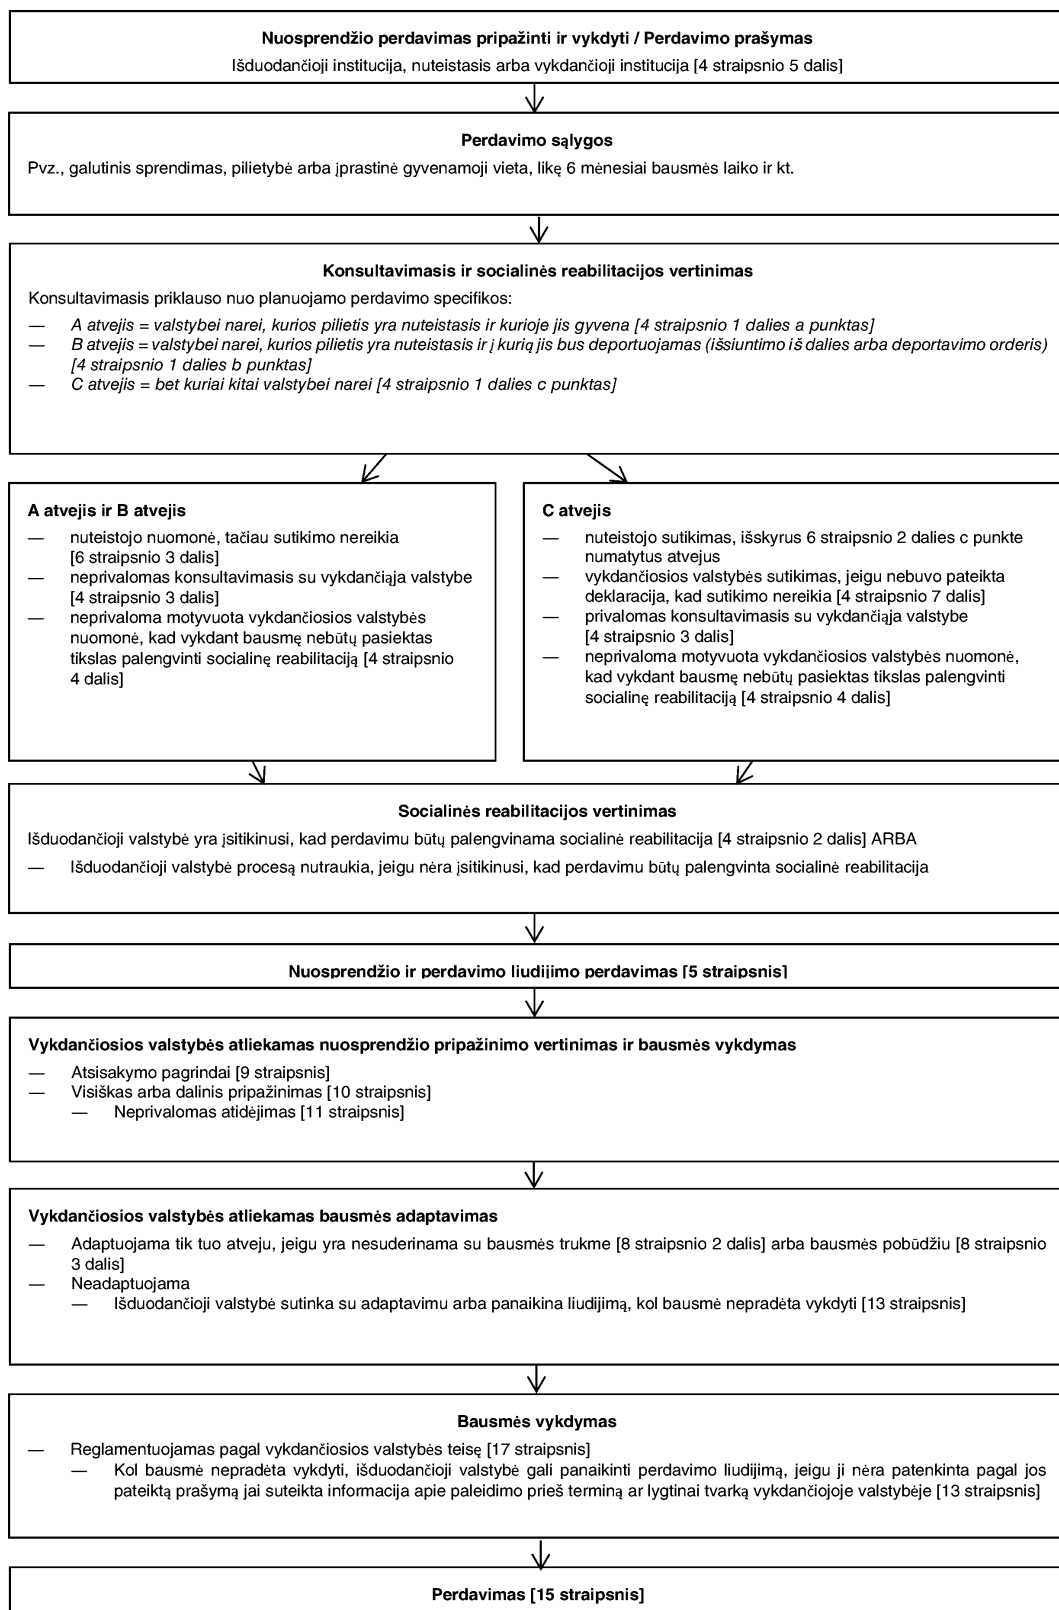 Nuosprendžio perdavimas pripažinti ir vykdyti / Perdavimo prašymas
Išduodančioji institucija, nuteistasis arba vykdančioji institucija [4 straipsnio 5 dalis]
Perdavimo sąlygos
Pvz., galutinis sprendimas, pilietybė arba įprastinė gyvenamoji vieta, likę 6 mėnesiai bausmės laiko ir kt.
Konsultavimasis ir socialinės reabilitacijos vertinimas
Konsultavimasis priklauso nuo planuojamo perdavimo specifikos:
— A atvejis = valstybei narei, kurios pilietis yra nuteistasis ir kurioje jis gyvena [4 straipsnio 1 dalies a punktas]
— B atvejis = valstybei narei, kurios pilietis yra nuteistasis ir į kurią jis bus deportuojamas (išsiuntimo iš dalies arba deportavimo orderis)
[4 straipsnio 1 dalies b punktas]
— C atvejis = bet kuriai kitai valstybei narei [4 straipsnio 1 dalies c punktas]
A atvejis ir B atvejis
— nuteistojo nuomonė, tačiau sutikimo nereikia
[6 straipsnio 3 dalis]
— neprivalomas konsultavimasis su vykdančiąja valstybe
[4 straipsnio 3 dalis]
— neprivaloma motyvuota vykdančiosios valstybės
nuomonė, kad vykdant bausmę nebūtų pasiektas
tikslas palengvinti socialinę reabilitaciją [4 straipsnio
4 dalis]
C atvejis
— nuteistojo sutikimas, išskyrus 6 straipsnio 2 dalies c punkte
numatytus atvejus
— vykdančiosios valstybės sutikimas, jeigu nebuvo pateikta
deklaracija, kad sutikimo nereikia [4 straipsnio 7 dalis]
— privalomas konsultavimasis su vykdančiąja valstybe
[4 straipsnio 3 dalis]
— neprivaloma motyvuota vykdančiosios valstybės nuomonė,
kad vykdant bausmę nebūtų pasiektas tikslas palengvinti
socialinę reabilitaciją [4 straipsnio 4 dalis]
Socialinės reabilitacijos vertinimas
Išduodančioji valstybė yra įsitikinusi, kad perdavimu būtų palengvinama socialinė reabilitacija [4 straipsnio 2 dalis] ARBA
— Išduodančioji valstybė procesą nutraukia, jeigu nėra įsitikinusi, kad perdavimu būtų palengvinta socialinė reabilitacija
Nuosprendžio ir perdavimo liudijimo perdavimas [5 straipsnis]
Vykdančiosios valstybės atliekamas nuosprendžio pripažinimo vertinimas ir bausmės vykdymas
— Atsisakymo pagrindai [9 straipsnis]
— Visiškas arba dalinis pripažinimas [10 straipsnis]
— Neprivalomas atidėjimas [11 straipsnis]
Vykdančiosios valstybės atliekamas bausmės adaptavimas
— Adaptuojama tik tuo atveju, jeigu yra nesuderinama su bausmės trukme [8 straipsnio 2 dalis] arba bausmės pobūdžiu [8 straipsnio
3 dalis]
— Neadaptuojama
— Išduodančioji valstybė sutinka su adaptavimu arba panaikina liudijimą, kol bausmė nepradėta vykdyti [13 straipsnis]
Bausmės vykdymas
— Reglamentuojamas pagal vykdančiosios valstybės teisę [17 straipsnis]
— Kol bausmė nepradėta vykdyti, išduodančioji valstybė gali panaikinti perdavimo liudijimą, jeigu ji nėra patenkinta pagal jos
pateiktą prašymą jai suteikta informacija apie paleidimo prieš terminą ar lygtinai tvarką vykdančiojoje valstybėje [13 straipsnis]
Perdavimas [15 straipsnis]